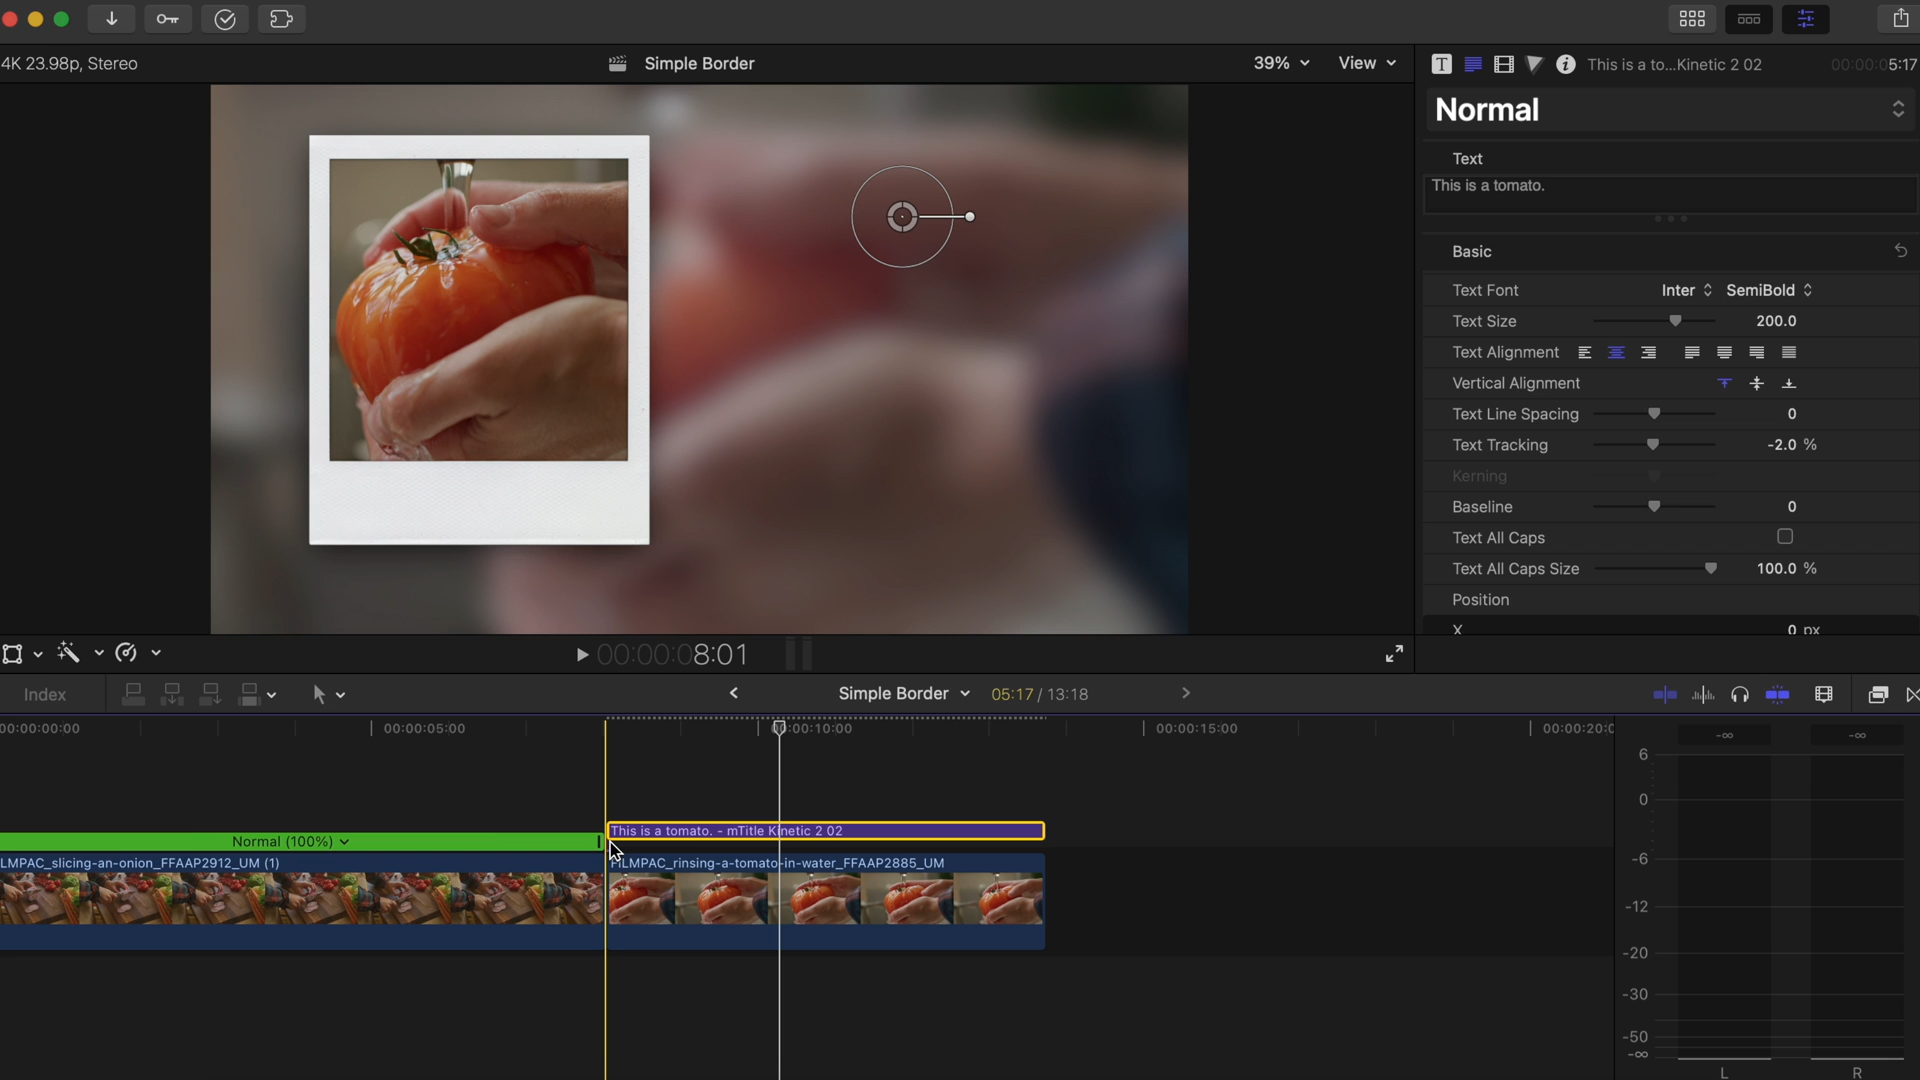 4K 23.98p, Stereo
Simple Border
39%
View
T
i
This is a to...Kinetic 2 02
00:00:05:17
Normal
Text
This is a tomato.
Basic
Text Font
Inter
SemiBold
Text Size
200.0
Text Alignment
Vertical Alignment
Text Line Spacing
0
Text Tracking
-2.0 %
Kerning
Baseline
0
Text All Caps
Text All Caps Size
100.0 %
Position
X
0 px
00:00:08:01
Index
Simple Border
05:17 / 13:18
00:00:00:00
00:00:05:00
00:00:10:00
00:00:15:00
00:00:20:0
Normal (100%)
This is a tomato. - mTitle Kinetic 2 02
LMPAC_slicing-an-onion_FFAAP2912_UM (1)
FILMPAC_rinsing-a-tomato-in-water_FFAAP2885_UM
-∞
-∞
6
0
-6
-12
-20
-30
-50
-∞
L
R